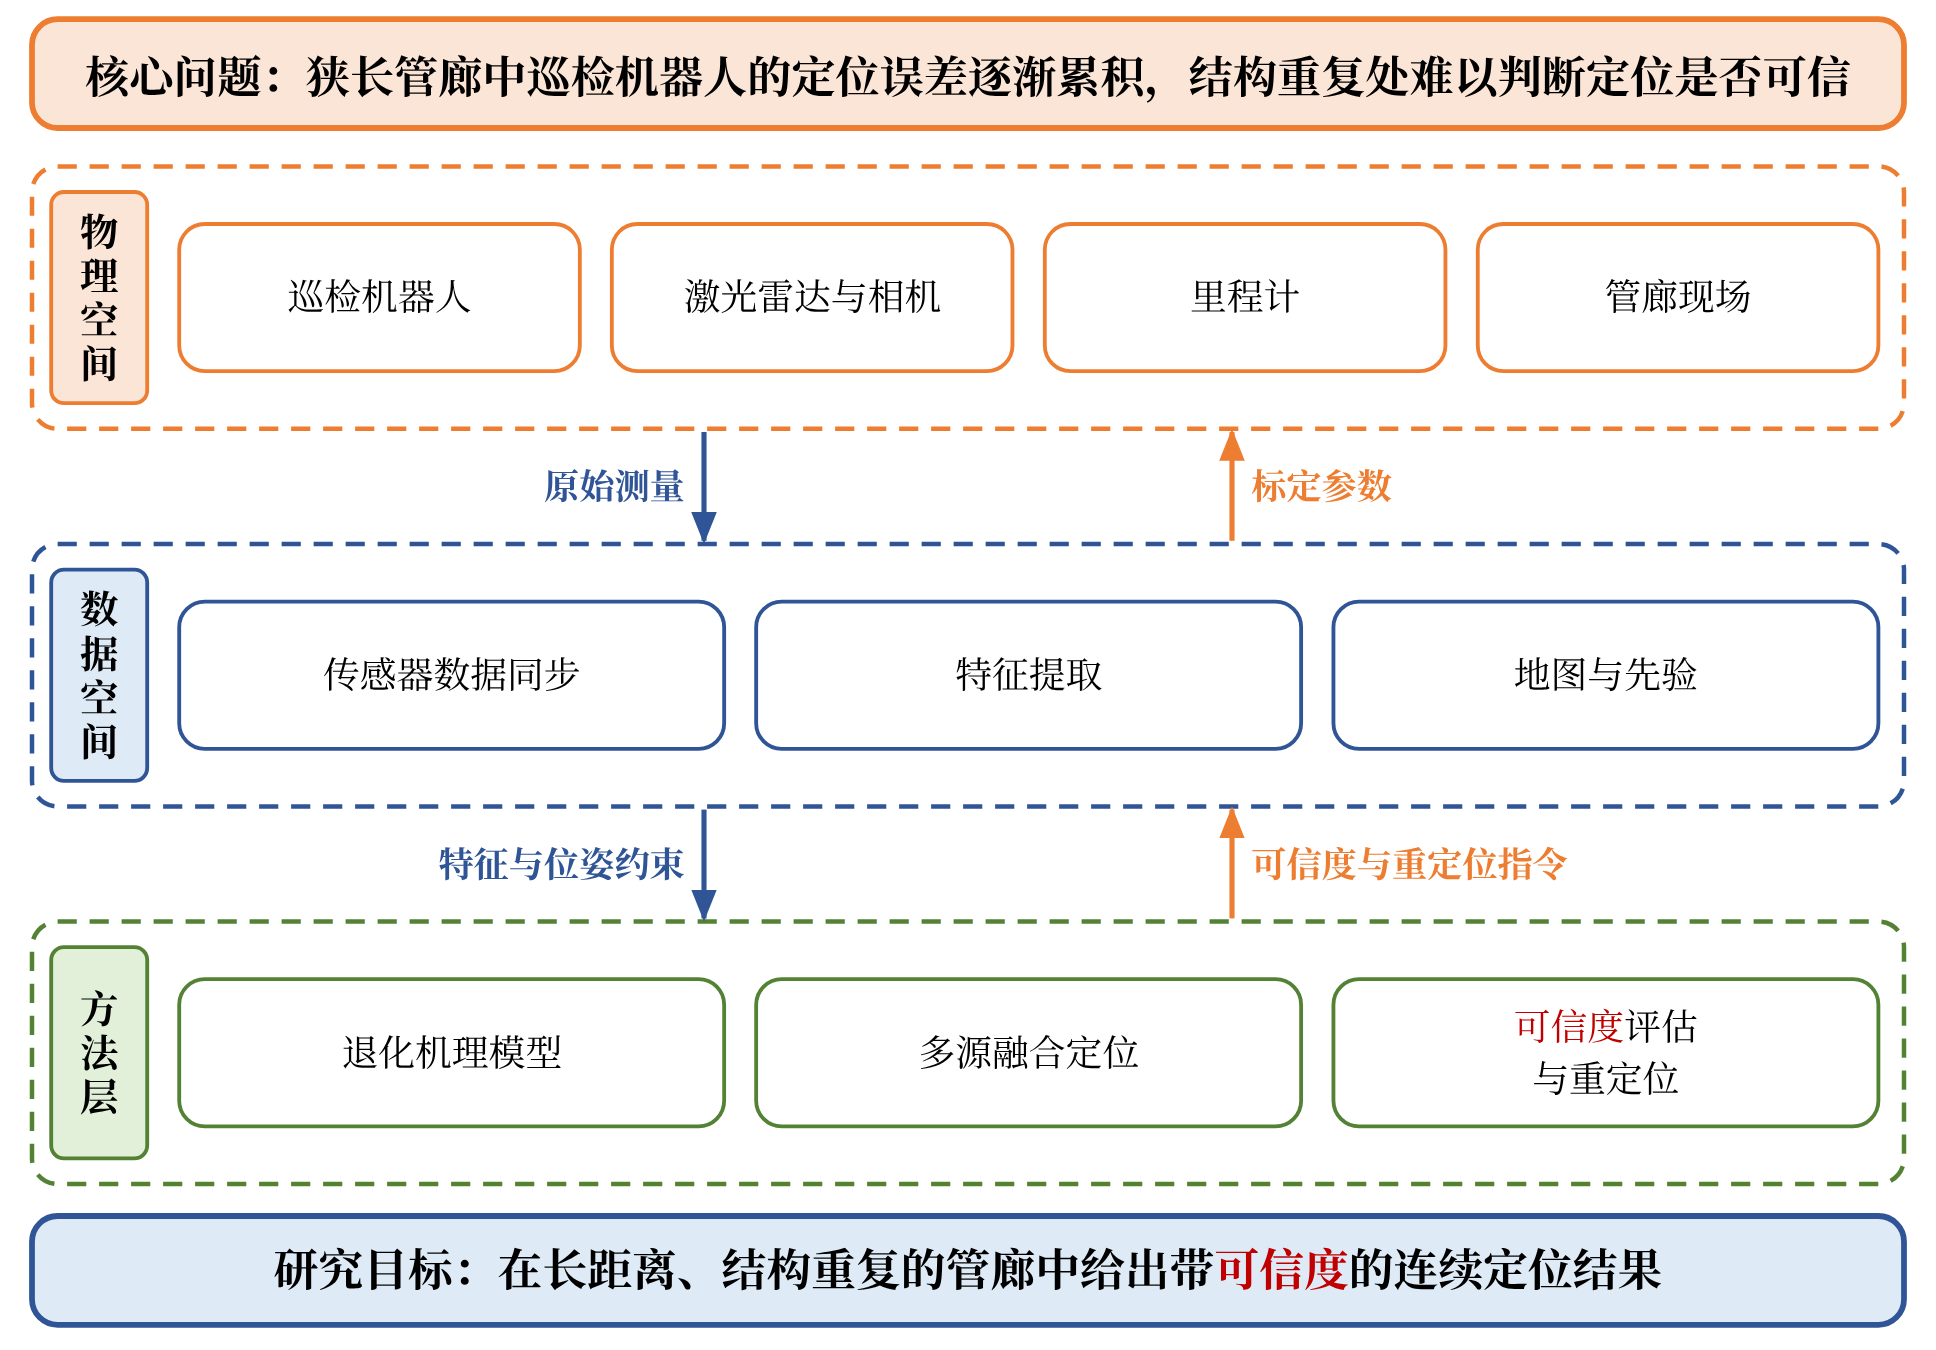 核心问题：狭长管廊中巡检机器人的定位误差逐渐累积，结构重复处难以判断定位是否可信
物理空间
巡检机器人
激光雷达与相机
里程计
管廊现场
原始测量
标定参数
数据空间
传感器数据同步
特征提取
地图与先验
特征与位姿约束
可信度与重定位指令
方法层
退化机理模型
多源融合定位
可信度评估
与重定位
研究目标：在长距离、结构重复的管廊中给出带可信度的连续定位结果